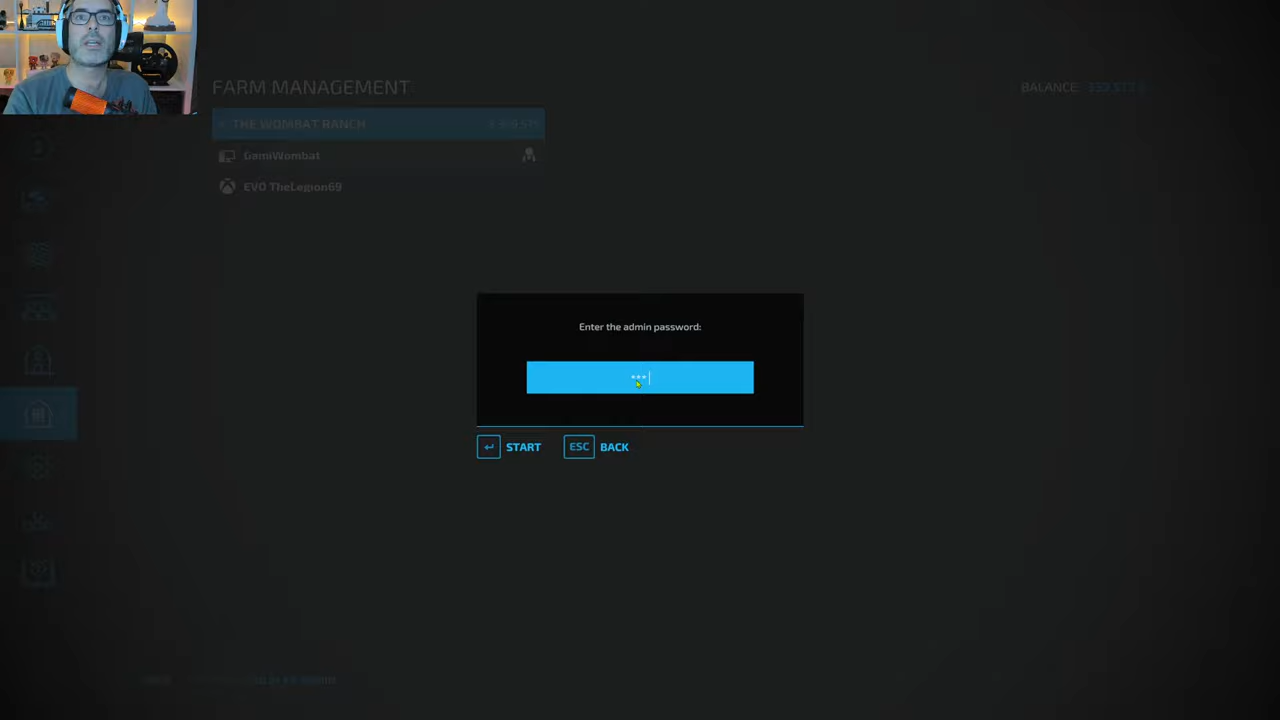 FARM MANAGEMENT
BALANCE:
THE WOMBAT RANCH
GamiWombat
EVO TheLegion69
Enter the admin password:
***
START
ESC BACK